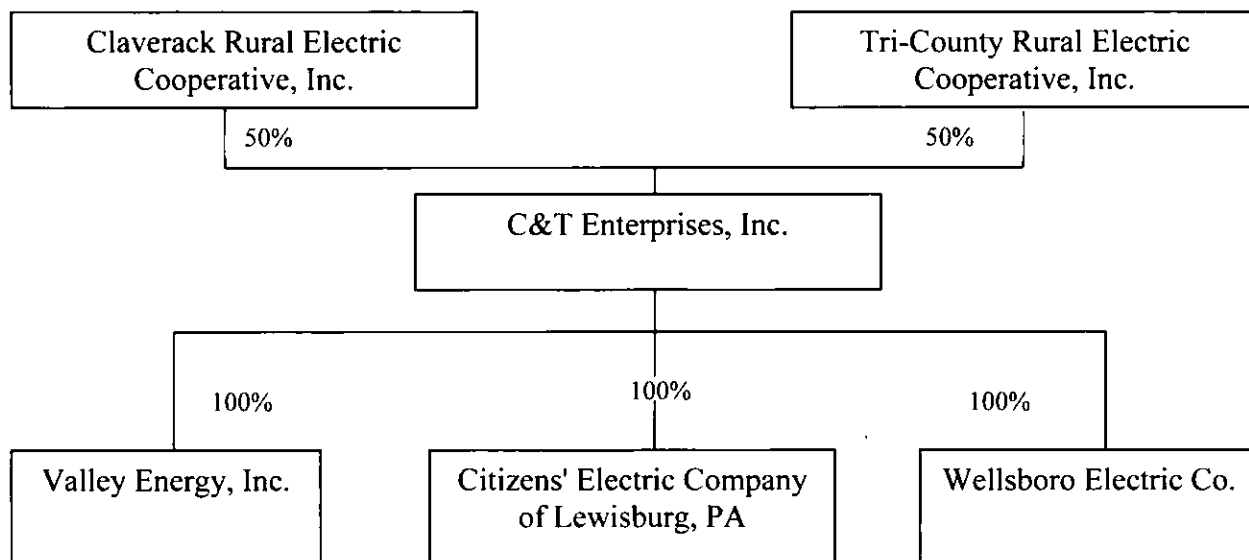 Claverack Rural Electric
Cooperative, Inc.
Tri-County Rural Electric
Cooperative, Inc.
50%
50%
C&T Enterprises, Inc.
100%
100%
100%
Valley Energy, Inc.
Citizens' Electric Company
of Lewisburg, PA
Wellsboro Electric Co.